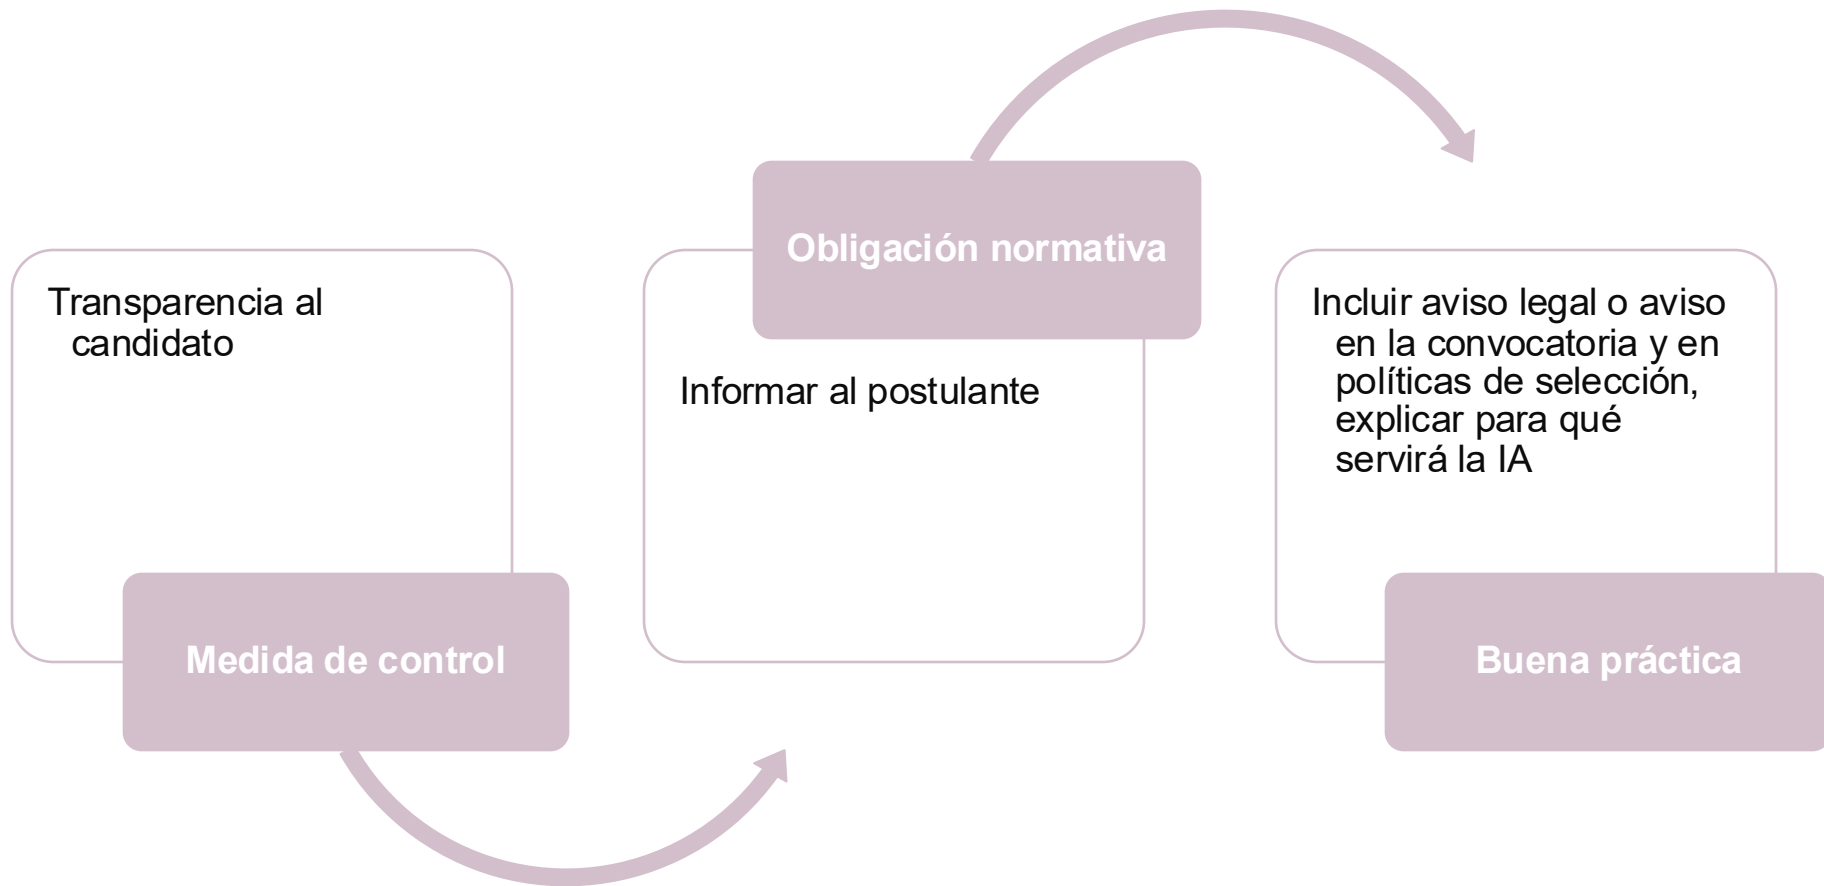 Transparencia al
candidato
Medida de control
Obligación normativa
Informar al postulante
Incluir aviso legal o aviso
en la convocatoria y en
políticas de selección,
explicar para qué
servirá la IA
Buena práctica